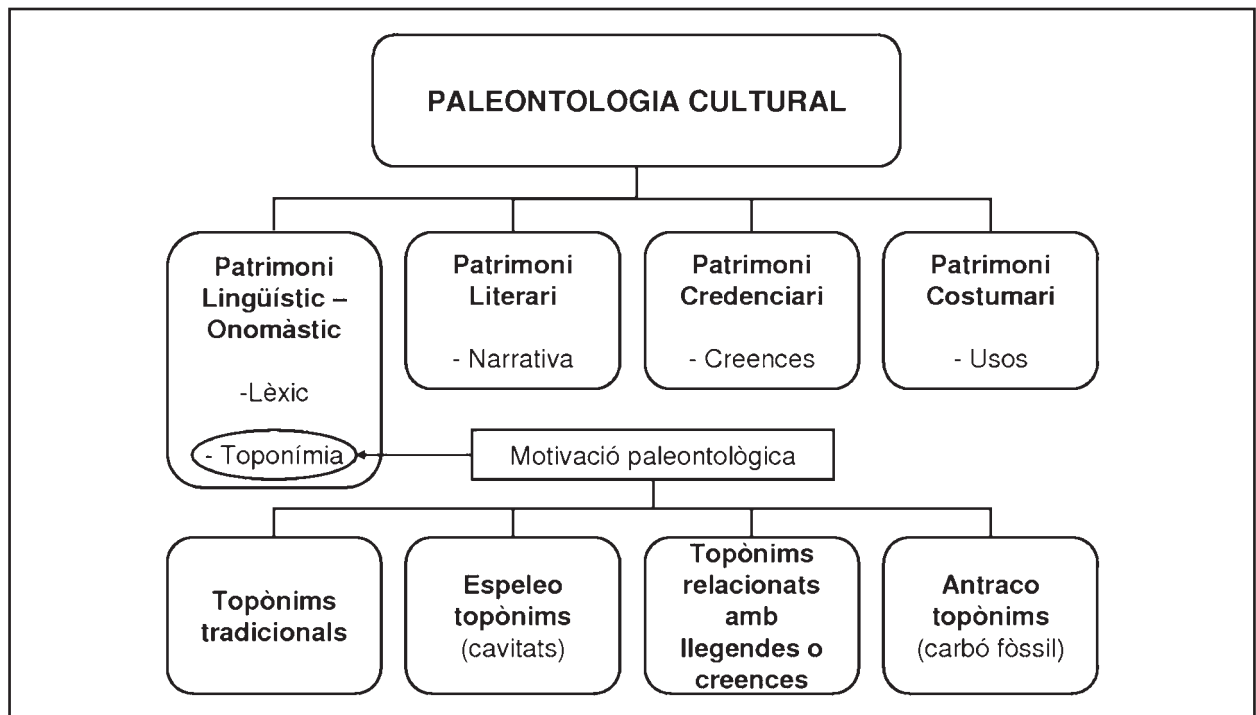 PALEONTOLOGIA CULTURAL
Patrimoni
Lingüístic –
Onomàstic
-Lèxic
- Toponímia
Patrimoni
Literari
- Narrativa
Patrimoni
Credenciari
- Creences
Patrimoni
Costumari
- Usos
Motivació paleontològica
Topònims
tradicionals
Espeleo
topònims
(cavitats)
Topònims
relacionats
amb
llegendes o
creences
Antraco
topònims
(carbó fòssil)